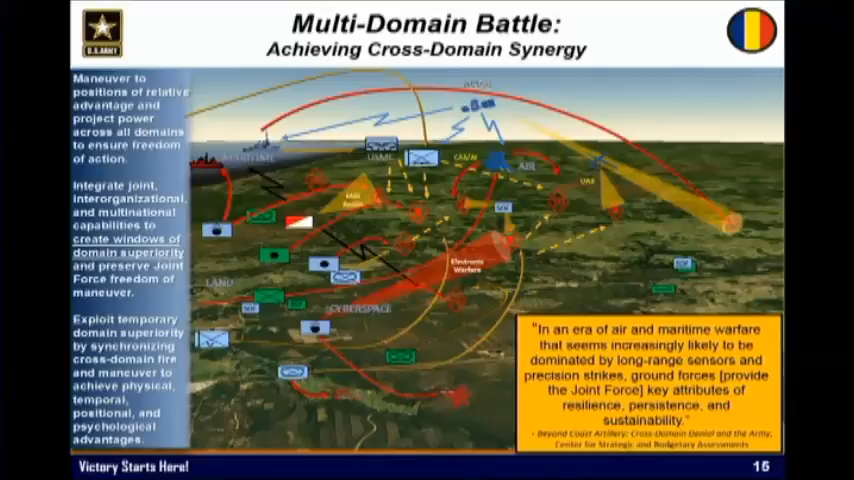 U.S.ARMY
Multi-Domain Battle:
Achieving Cross-Domain Synergy
Maneuver to
positions of relative
advantage and
project power
across all domains
to ensure freedom
of action.
Integrate joint,
interorganizational,
and multinational
capabilities to
create windows of
domain superiority
and preserve Joint
Force freedom of
maneuver.
Exploit temporary
domain superiority
by synchronizing
cross-domain fire
and maneuver to
achieve physical,
temporal,
positional, and
psychological
advantages.
MARITIME
AIR
UAS
LAND
Electronic
Warfare
CYBERSPACE
"In an era of air and maritime warfare
that seems increasingly likely to be
dominated by long-range sensors and
precision strikes, ground forces [provide
the Joint Force] key attributes of
resilience, persistence, and
sustainability."
- Beyond Coast Artillery: Cross-Domain Denial and the Army,
Center for Strategic and Budgetary Assessments
Victory Starts Here!
15